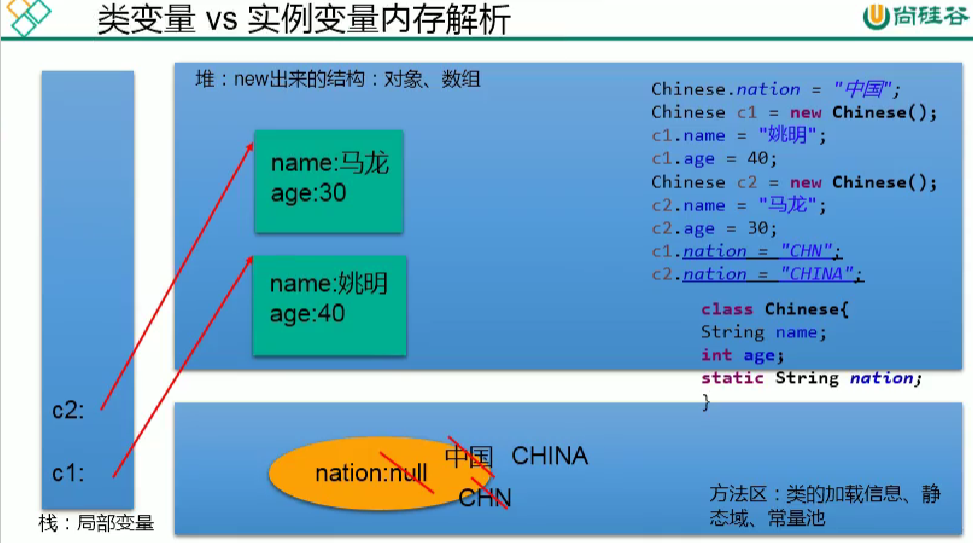 类变量 vs 实例变量内存解析
尚硅谷
堆：new出来的结构：对象、数组
name:马龙
age:30
name:姚明
age:40
Chinese.nation = "中国";
Chinese c1 = new Chinese();
c1.name = "姚明";
c1.age = 40;
Chinese c2 = new Chinese();
c2.name = "马龙";
c2.age = 30;
c1.nation = "CHN";
c2.nation = "CHINA";
class Chinese{
String name;
int age;
static String nation;
}
c2:
c1:
栈：局部变量
nation:null
中国
CHINA
CHN
方法区：类的加载信息、静
态域、常量池